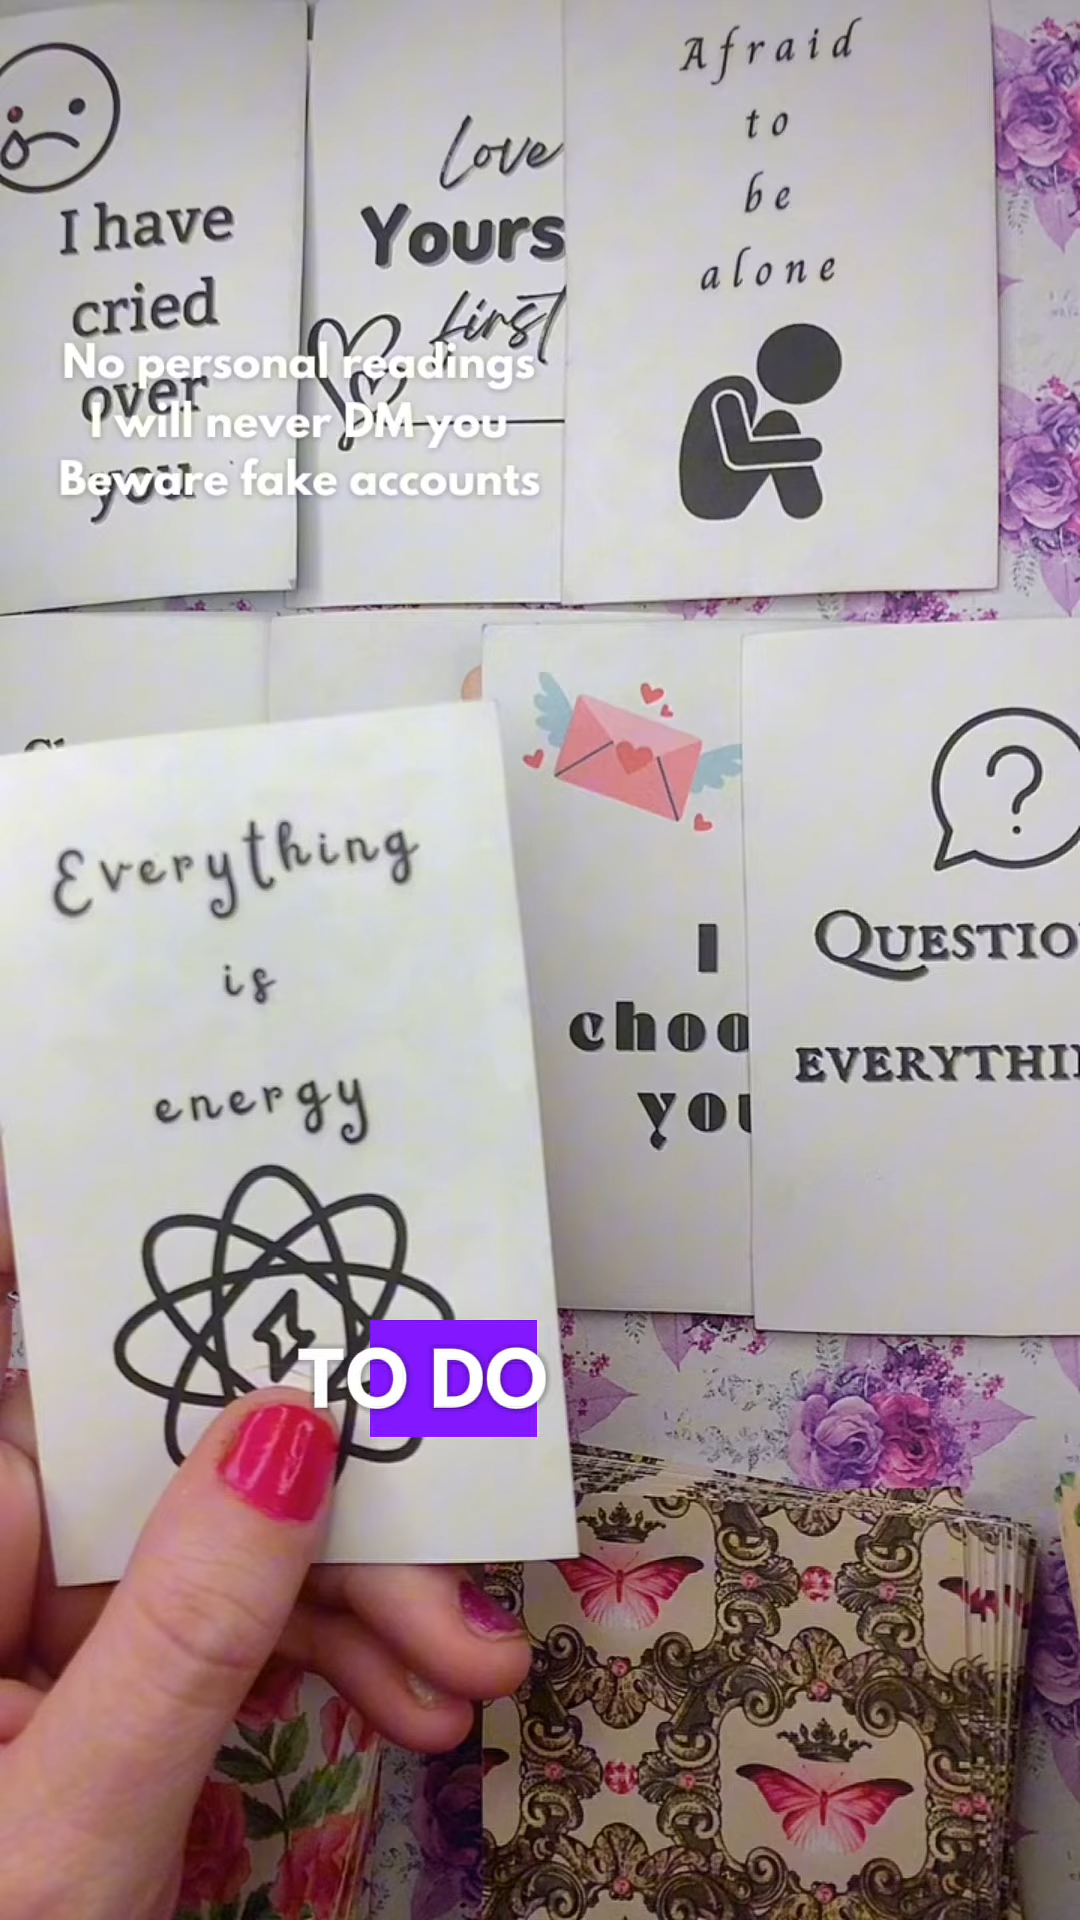 I have
cried
over
you
Love
Yours
first
Afraid
to
be
alone
No personal readings
I will never DM you
Beware fake accounts
Everything
is
energy
I
choo
you
QUESTIO
EVERYTHI
TO DO